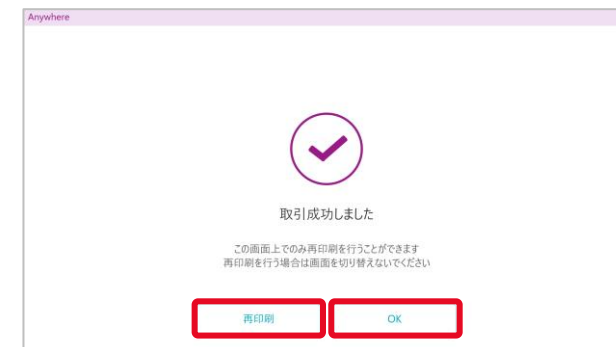 Anywhere
取引成功しました
この画面上でのみ再印刷を行うことができます
再印刷を行う場合は画面を切り替えないでください
再印刷
OK